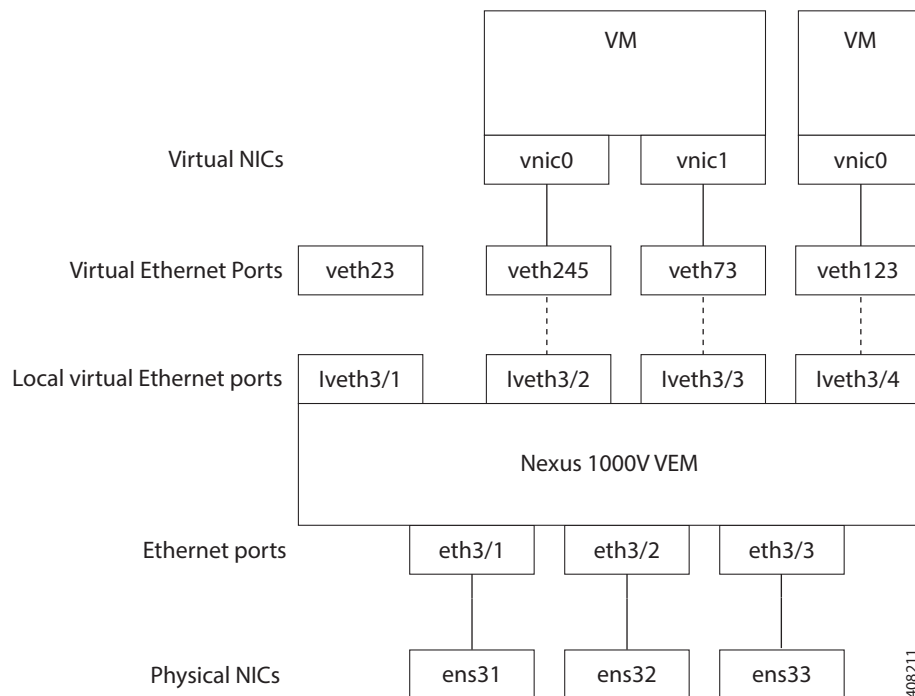 VM VM
Virtual NICs vnic0 vnic1 vnic0
Virtual Ethernet Ports veth23 veth245 veth73 veth123
Local virtual Ethernet ports lveth3/1 lveth3/2 lveth3/3 lveth3/4
Nexus 1000V VEM
Ethernet ports eth3/1 eth3/2 eth3/3
Physical NICs ens31 ens32 ens33
408211